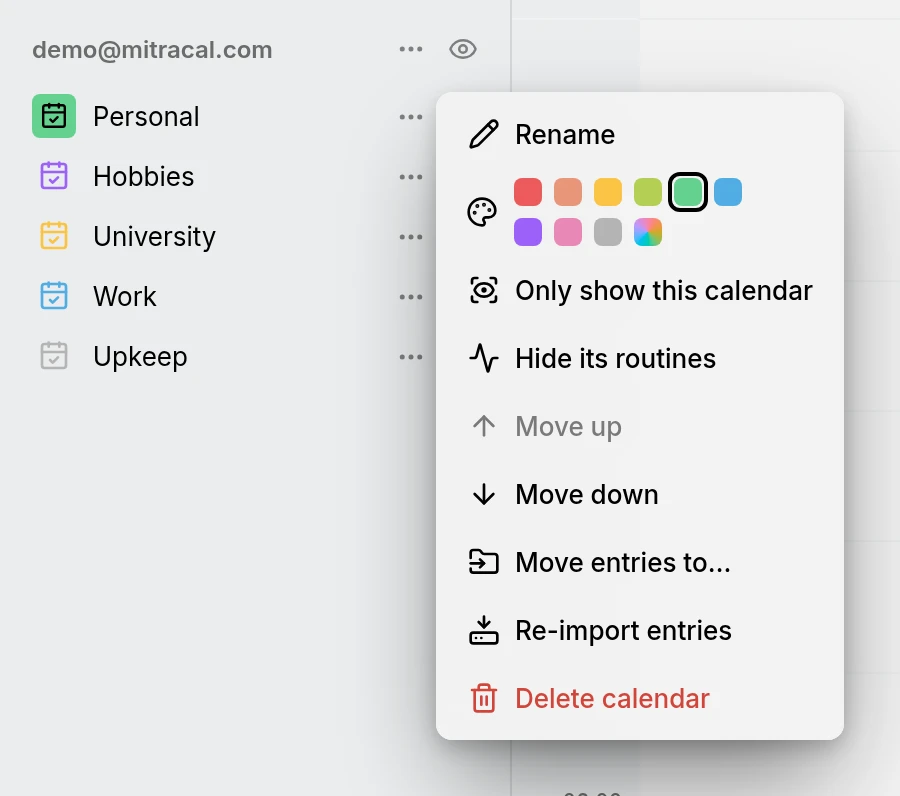 demo@mitracal.com
Personal
Hobbies
University
Work
Upkeep
Rename
Only show this calendar
Hide its routines
Move up
Move down
Move entries to...
Re-import entries
Delete calendar